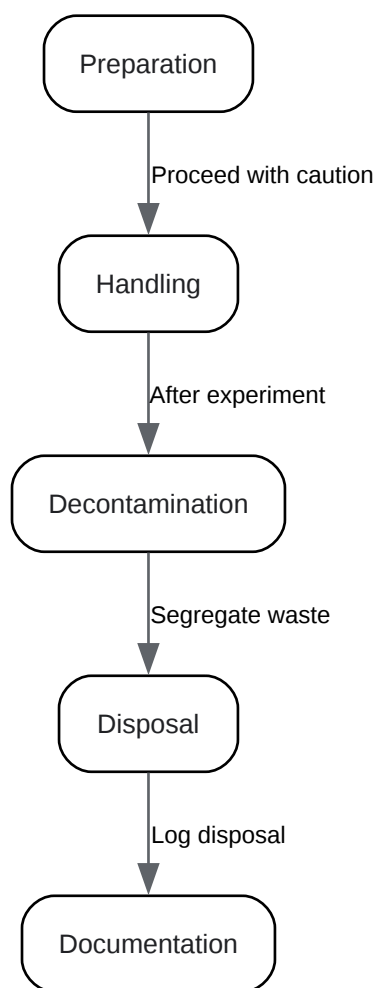 Preparation
Proceed with caution
Handling
After experiment
Decontamination
Segregate waste
Disposal
Log disposal
Documentation